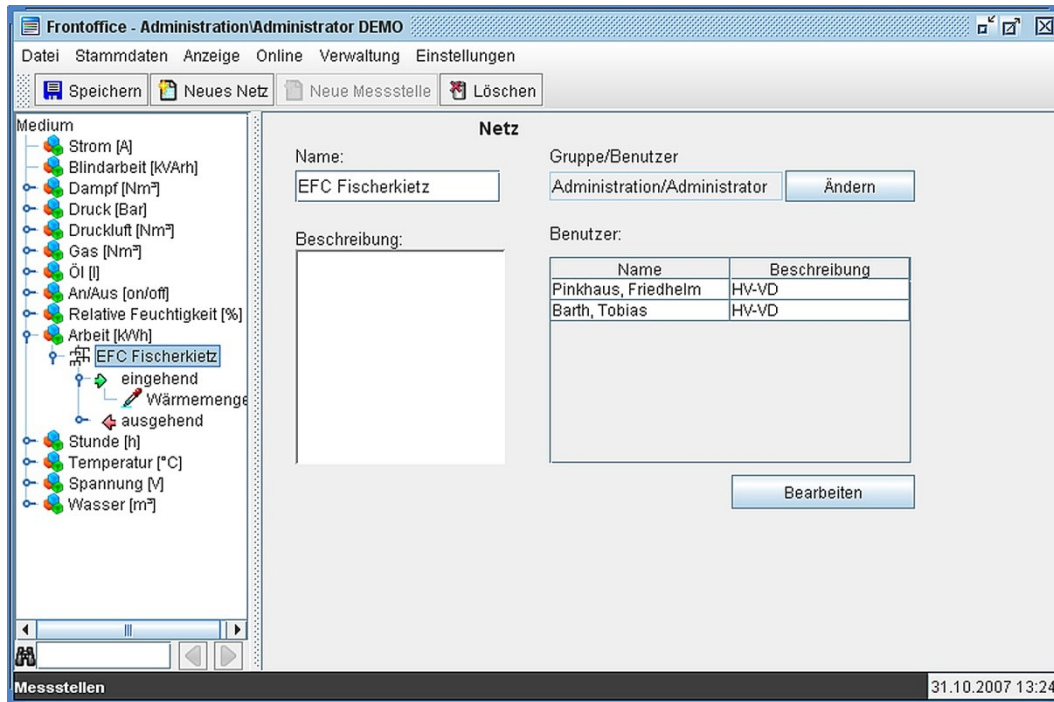 Frontoffice - Administration\Administrator DEMO
Datei Stammdaten Anzeige Online Verwaltung Einstellungen
Speichern Neues Netz Neue Messstelle Löschen
Medium
Strom [A]
Blindarbeit [kVArh]
Dampf [Nm³]
Druck [Bar]
Druckluft [Nm³]
Gas [Nm³]
Öl [l]
An/Aus [on/off]
Relative Feuchtigkeit [%]
Arbeit [kWh]
EFC Fischerkietz
eingehend
Wärmemenge
ausgehend
Stunde [h]
Temperatur [°C]
Spannung [V]
Wasser [m³]
Netz
Name:
EFC Fischerkietz
Gruppe/Benutzer
Administration/Administrator Ändern
Beschreibung:
Benutzer:
Name Beschreibung
Pinkhaus, Friedhelm HV-VD
Barth, Tobias HV-VD
Bearbeiten
Messstellen
31.10.2007 13:24